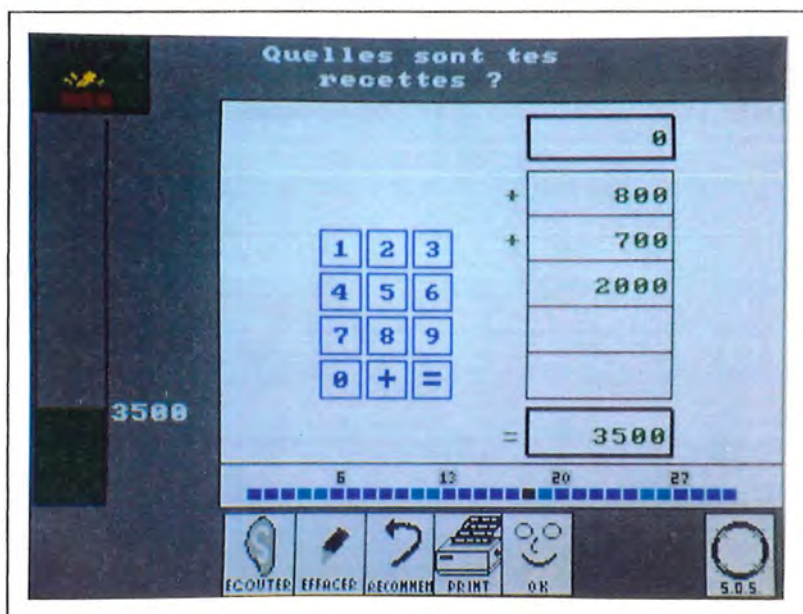 Quelles sont tes
recettes ?
0
+ 800
+ 700
2000
1 2 3
4 5 6
7 8 9
0 + =
3500
= 3500
6 13 20 27
ECOUTER EFFACER RECOMMEN PRINT OK S.O.S.